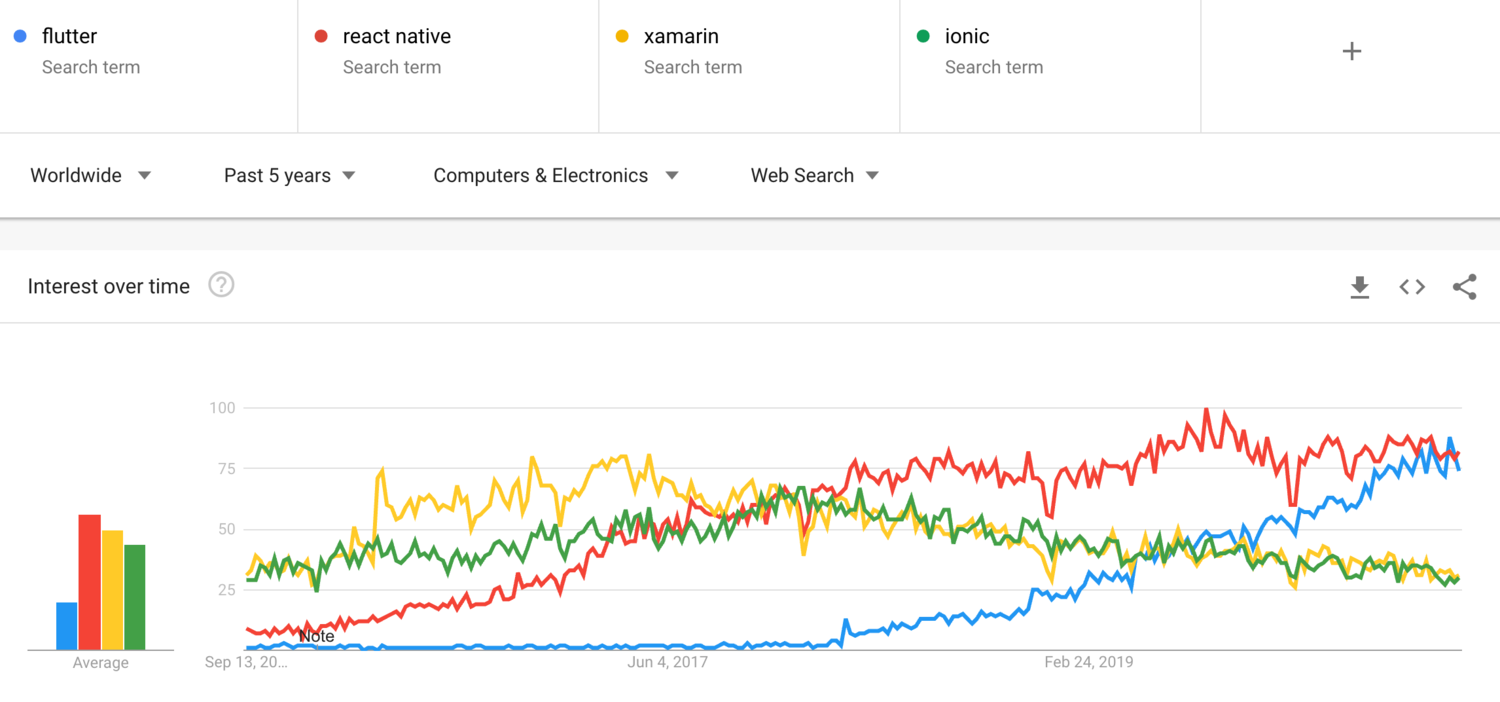 flutter
Search term
react native
Search term
xamarin
Search term
ionic
Search term
+
Worldwide
Past 5 years
Computers & Electronics
Web Search
Interest over time
?
100
75
50
25
Note
Average
Sep 13, 20...
Jun 4, 2017
Feb 24, 2019